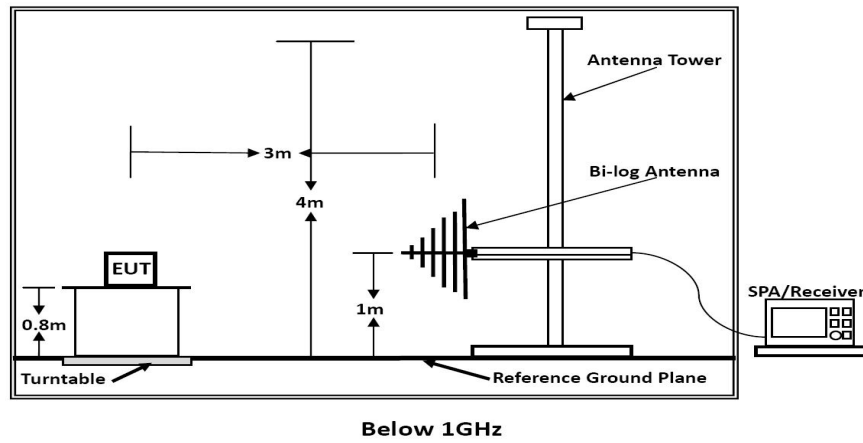 Antenna Tower
3m
Bi-log Antenna
4m
EUT
1m
SPA/Receiver
0.8m
Turntable
Reference Ground Plane
Below 1GHz